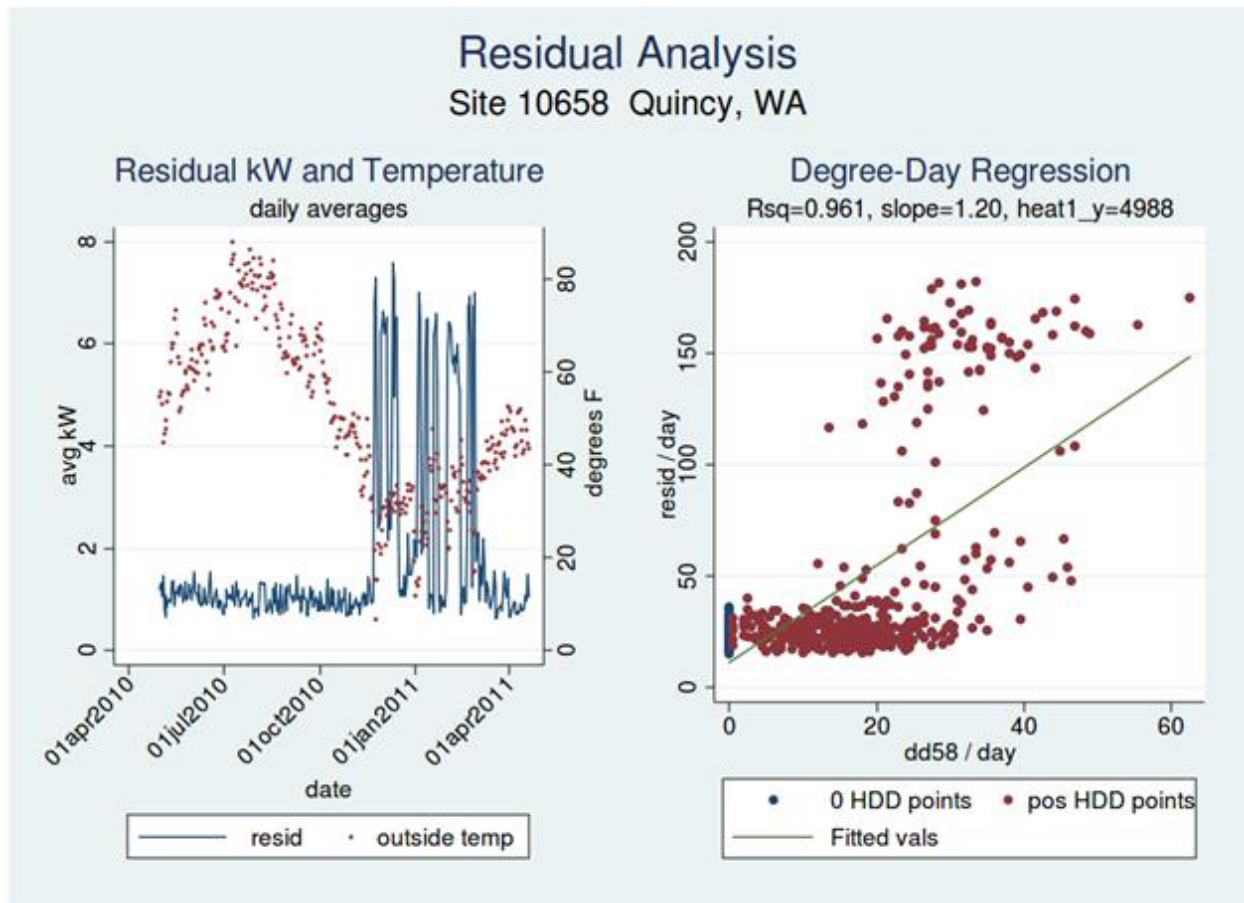 Residual Analysis
Site 10658 Quincy, WA
Residual kW and Temperature
daily averages
8
6
4
2
0
avg kW
80
60
40
20
0
degrees F
01apr2010
01jul2010
01oct2010
01jan2011
01apr2011
date
resid
outside temp
Degree-Day Regression
Rsq=0.961, slope=1.20, heat1_y=4988
200
150
100
50
0
resid / day
0
20
40
60
dd58 / day
0 HDD points
pos HDD points
Fitted vals